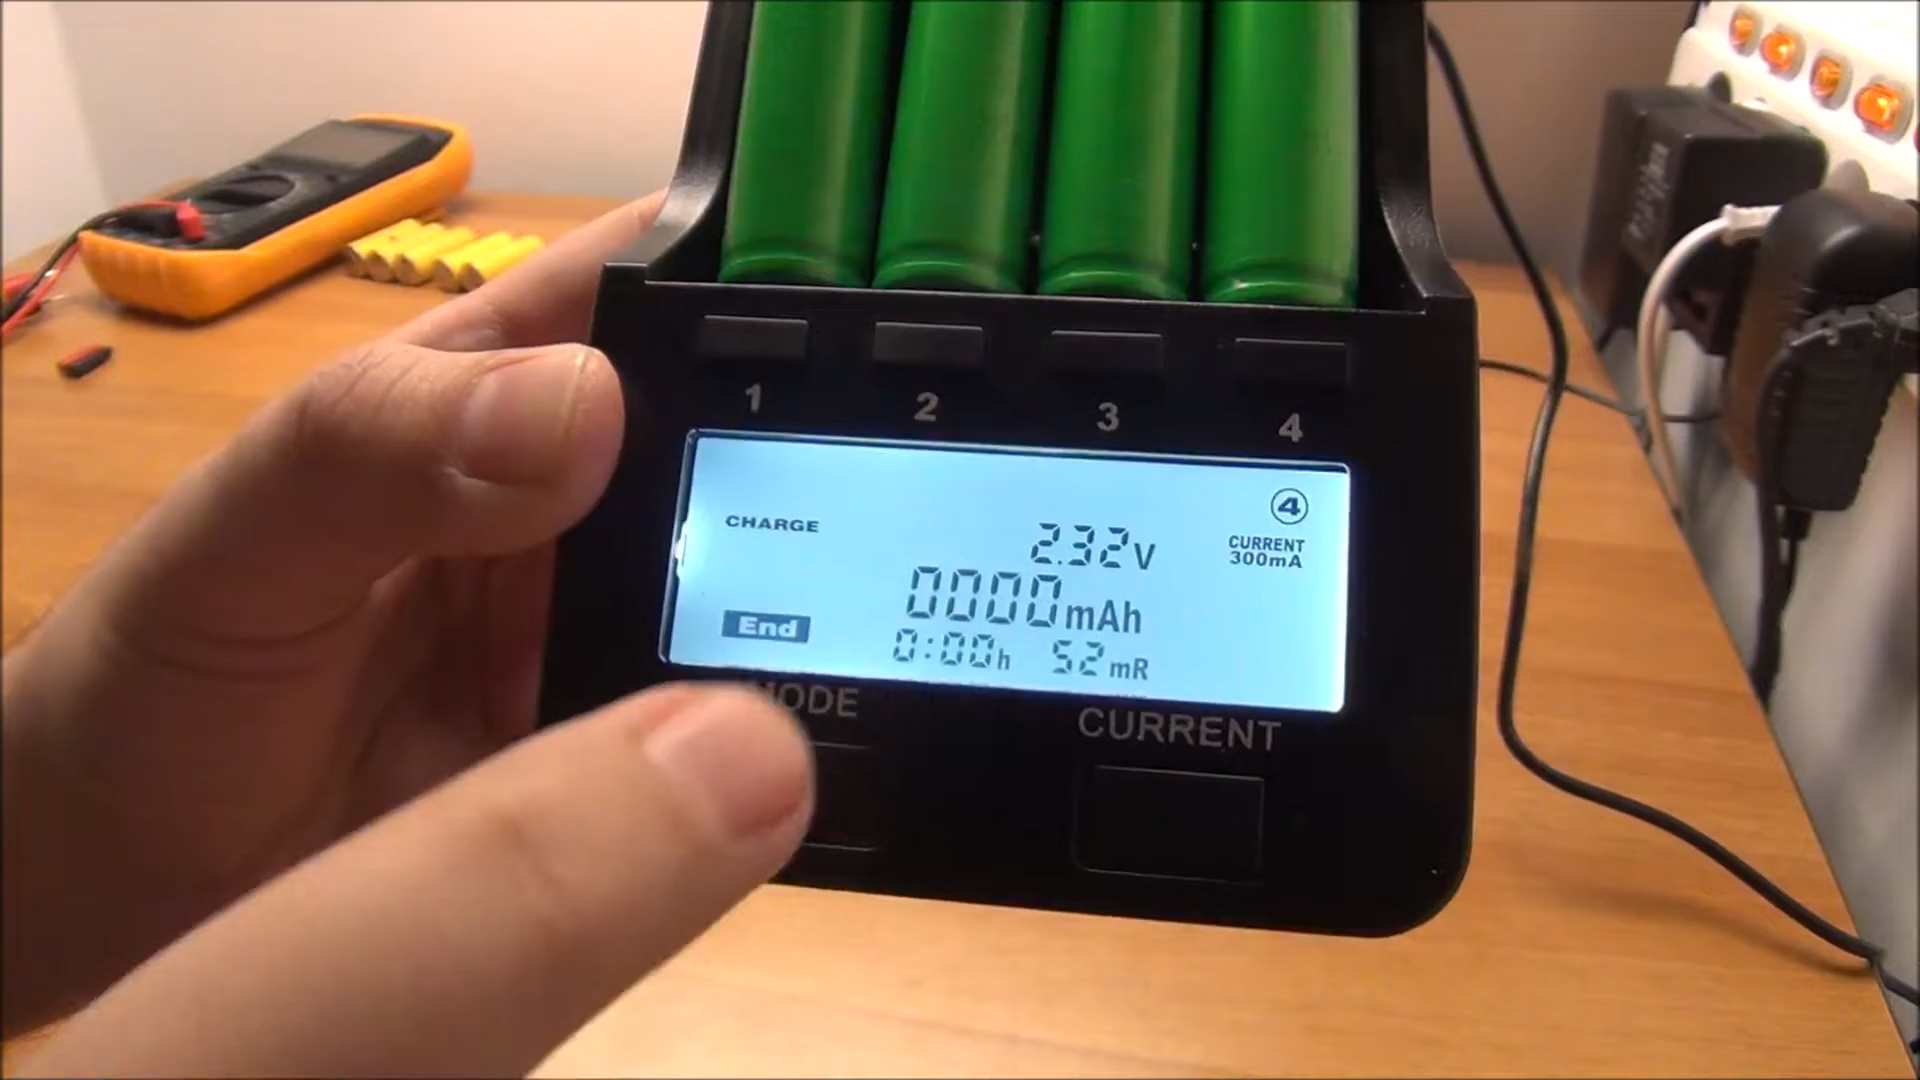 1 2 3 4
4
CHARGE 2.32V CURRENT
300mA
0000mAh
End 0:00h 52mR
MODE CURRENT